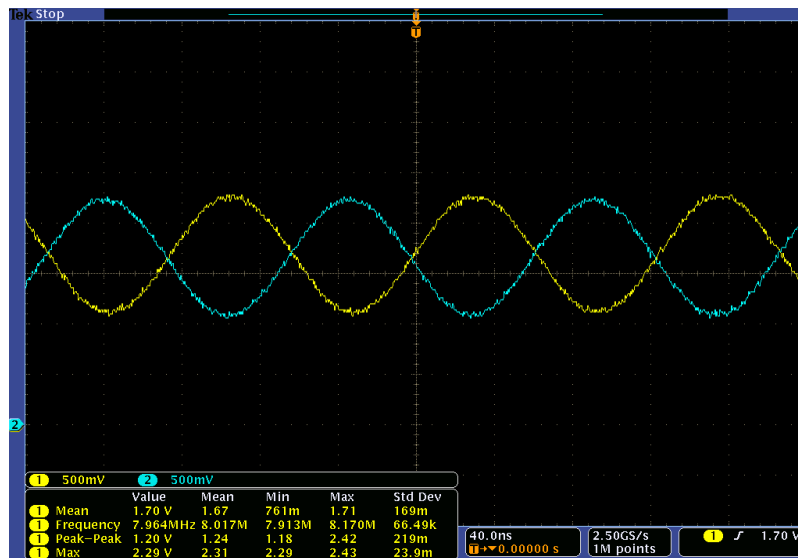 Tek Stop
T
2
1 500mV 2 500mV
Value Mean Min Max Std Dev
1 Mean 1.70 V 1.67 761m 1.71 169m
1 Frequency 7.964MHz 8.017M 7.913M 8.170M 66.49k
1 Peak-Peak 1.20 V 1.24 1.18 2.42 219m
1 Max 2.29 V 2.31 2.29 2.43 23.9m
40.0ns
T→▼0.00000 s
2.50GS/s
1M points
1 1.70 V